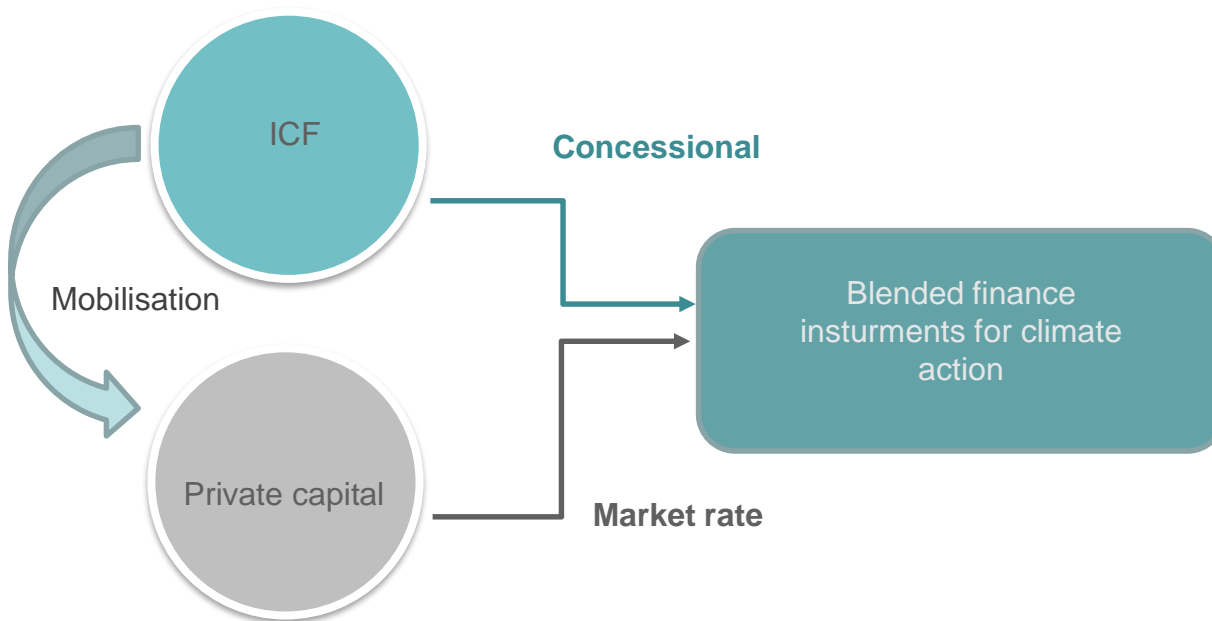 ICF
Concessional
Mobilisation
Blended finance
insturments for climate
action
Private capital
Market rate